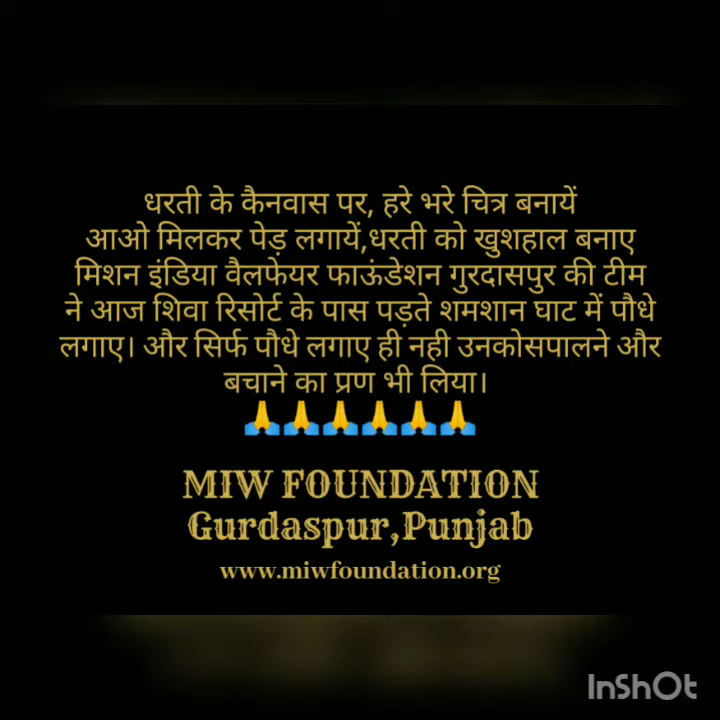 धरती के कैनवास पर, हरे भरे चित्र बनायें
आओ मिलकर पेड़ लगायें,धरती को खुशहाल बनाए
मिशन इंडिया वैलफेयर फाऊंडेशन गुरदासपुर की टीम
ने आज शिवा रिसोर्ट के पास पड़ते शमशान घाट में पौधे
लगाए। और सिर्फ पौधे लगाए ही नही उनकोसपालने और
बचाने का प्रण भी लिया।
🙏🙏🙏🙏🙏🙏
MIW FOUNDATION
Gurdaspur,Punjab
www.miwfoundation.org
InShOt